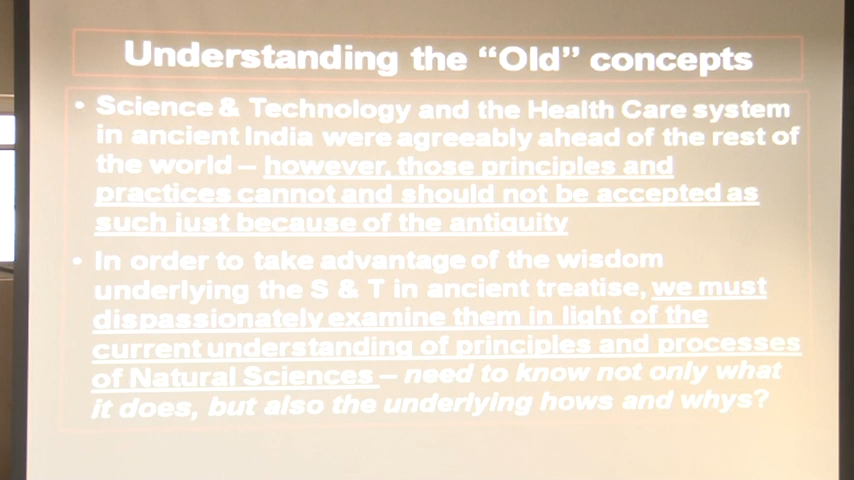 Understanding the “Old” concepts
• Science & Technology and the Health Care system
in ancient India were agreeably ahead of the rest of
the world – however, those principles and
practices cannot and should not be accepted as
such just because of the antiquity
• In order to take advantage of the wisdom
underlying the S & T in ancient treatise, we must
dispassionately examine them in light of the
current understanding of principles and processes
of Natural Sciences – need to know not only what
it does, but also the underlying hows and whys?